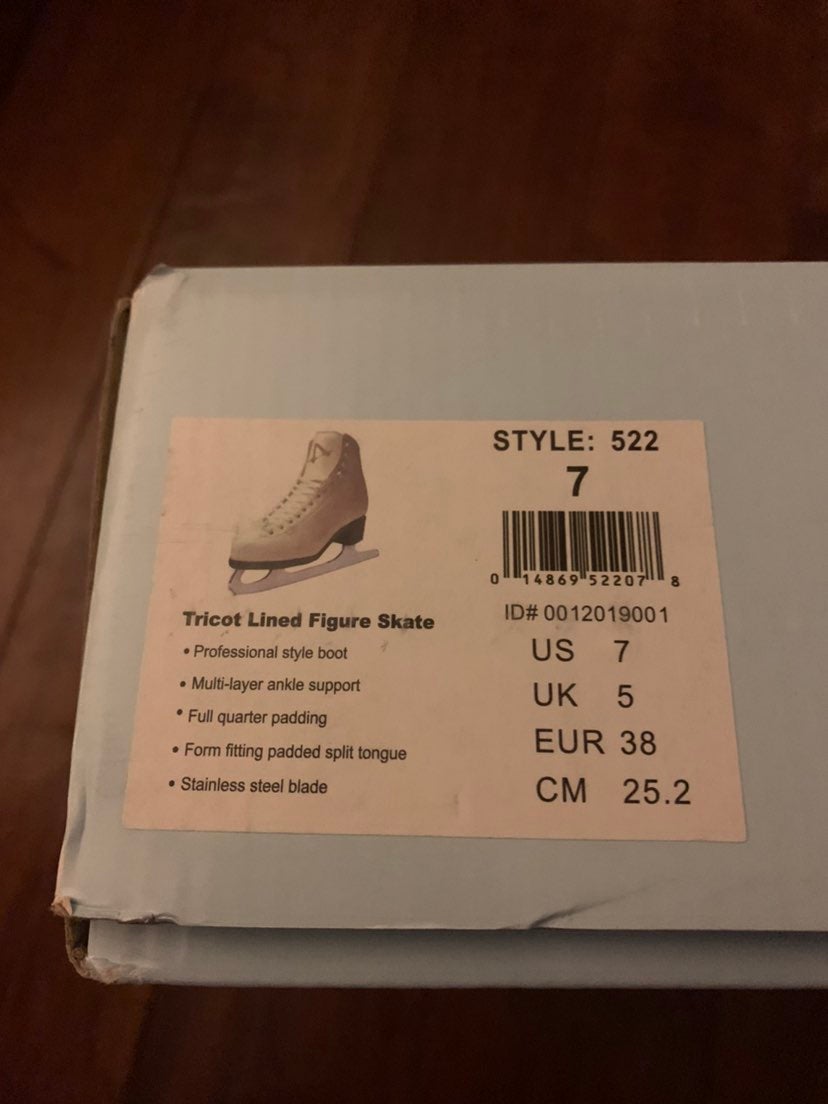 STYLE: 522
7
0 14869 52207 8
ID# 0012019001
US 7
UK 5
EUR 38
CM 25.2
Tricot Lined Figure Skate
• Professional style boot
• Multi-layer ankle support
• Full quarter padding
• Form fitting padded split tongue
• Stainless steel blade